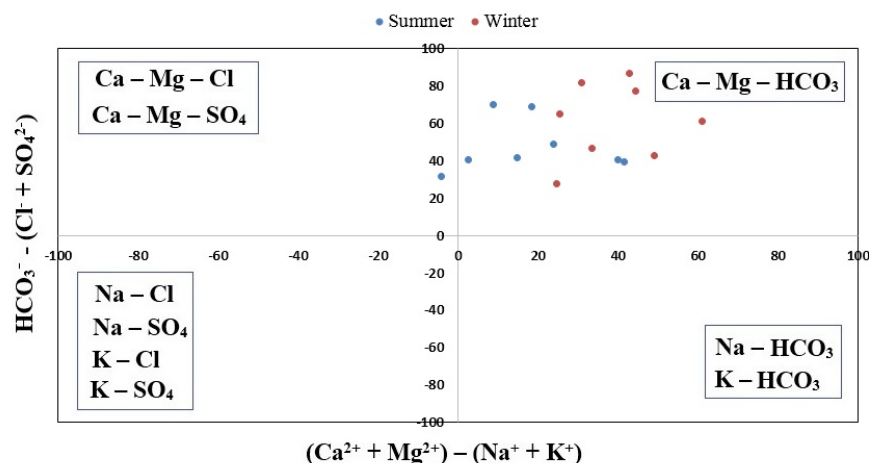 Summer Winter
Ca – Mg – Cl
Ca – Mg – SO₄
Ca – Mg – HCO₃
Na – Cl
Na – SO₄
K – Cl
K – SO₄
Na – HCO₃
K – HCO₃
100
80
60
40
20
0
-20
-40
-60
-80
-100
-100 -80 -60 -40 -20 0 20 40 60 80 100
HCO₃⁻ - (Cl⁻ + SO₄²⁻)
(Ca²⁺ + Mg²⁺) – (Na⁺ + K⁺)